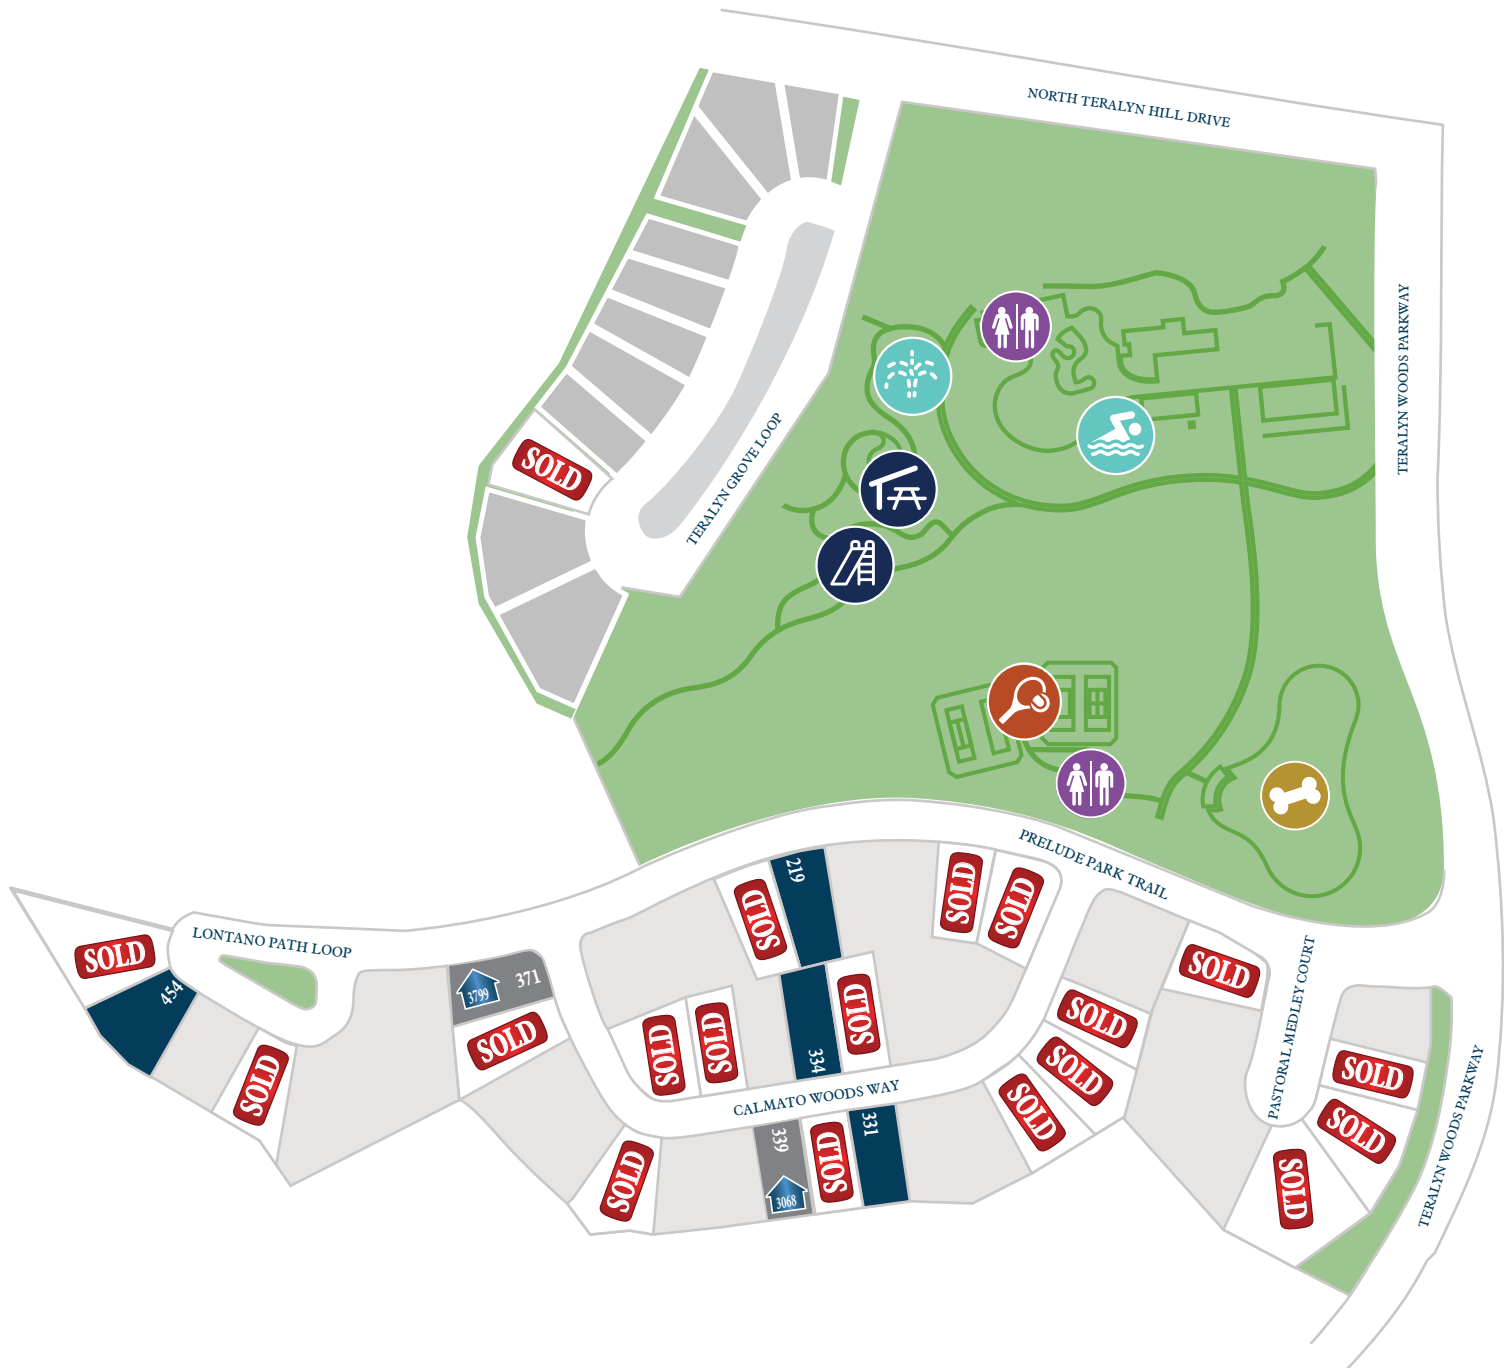 NORTH TERALYN HILL DRIVE
TERALYN WOODS PARKWAY
TERALYN GROVE LOOP
SOLD
PRELUDE PARK TRAIL
SOLD
219
SOLD
SOLD
LONTANO PATH LOOP
SOLD
454
371
3799
SOLD
SOLD
SOLD
SOLD
334
SOLD
SOLD
SOLD
SOLD
SOLD
CALMATO WOODS WAY
PASTORAL MEDLEY COURT
SOLD
SOLD
SOLD
TERALYN WOODS PARKWAY
SOLD
339
3068
SOLD
331
SOLD